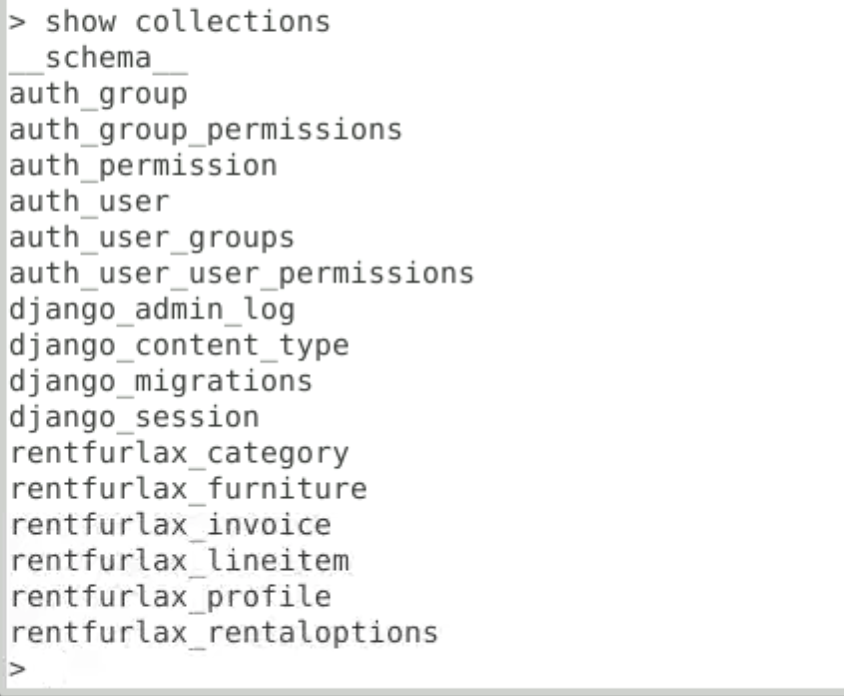 > show collections
__schema__
auth_group
auth_group_permissions
auth_permission
auth_user
auth_user_groups
auth_user_user_permissions
django_admin_log
django_content_type
django_migrations
django_session
rentfurlax_category
rentfurlax_furniture
rentfurlax_invoice
rentfurlax_lineitem
rentfurlax_profile
rentfurlax_rentaloptions
>